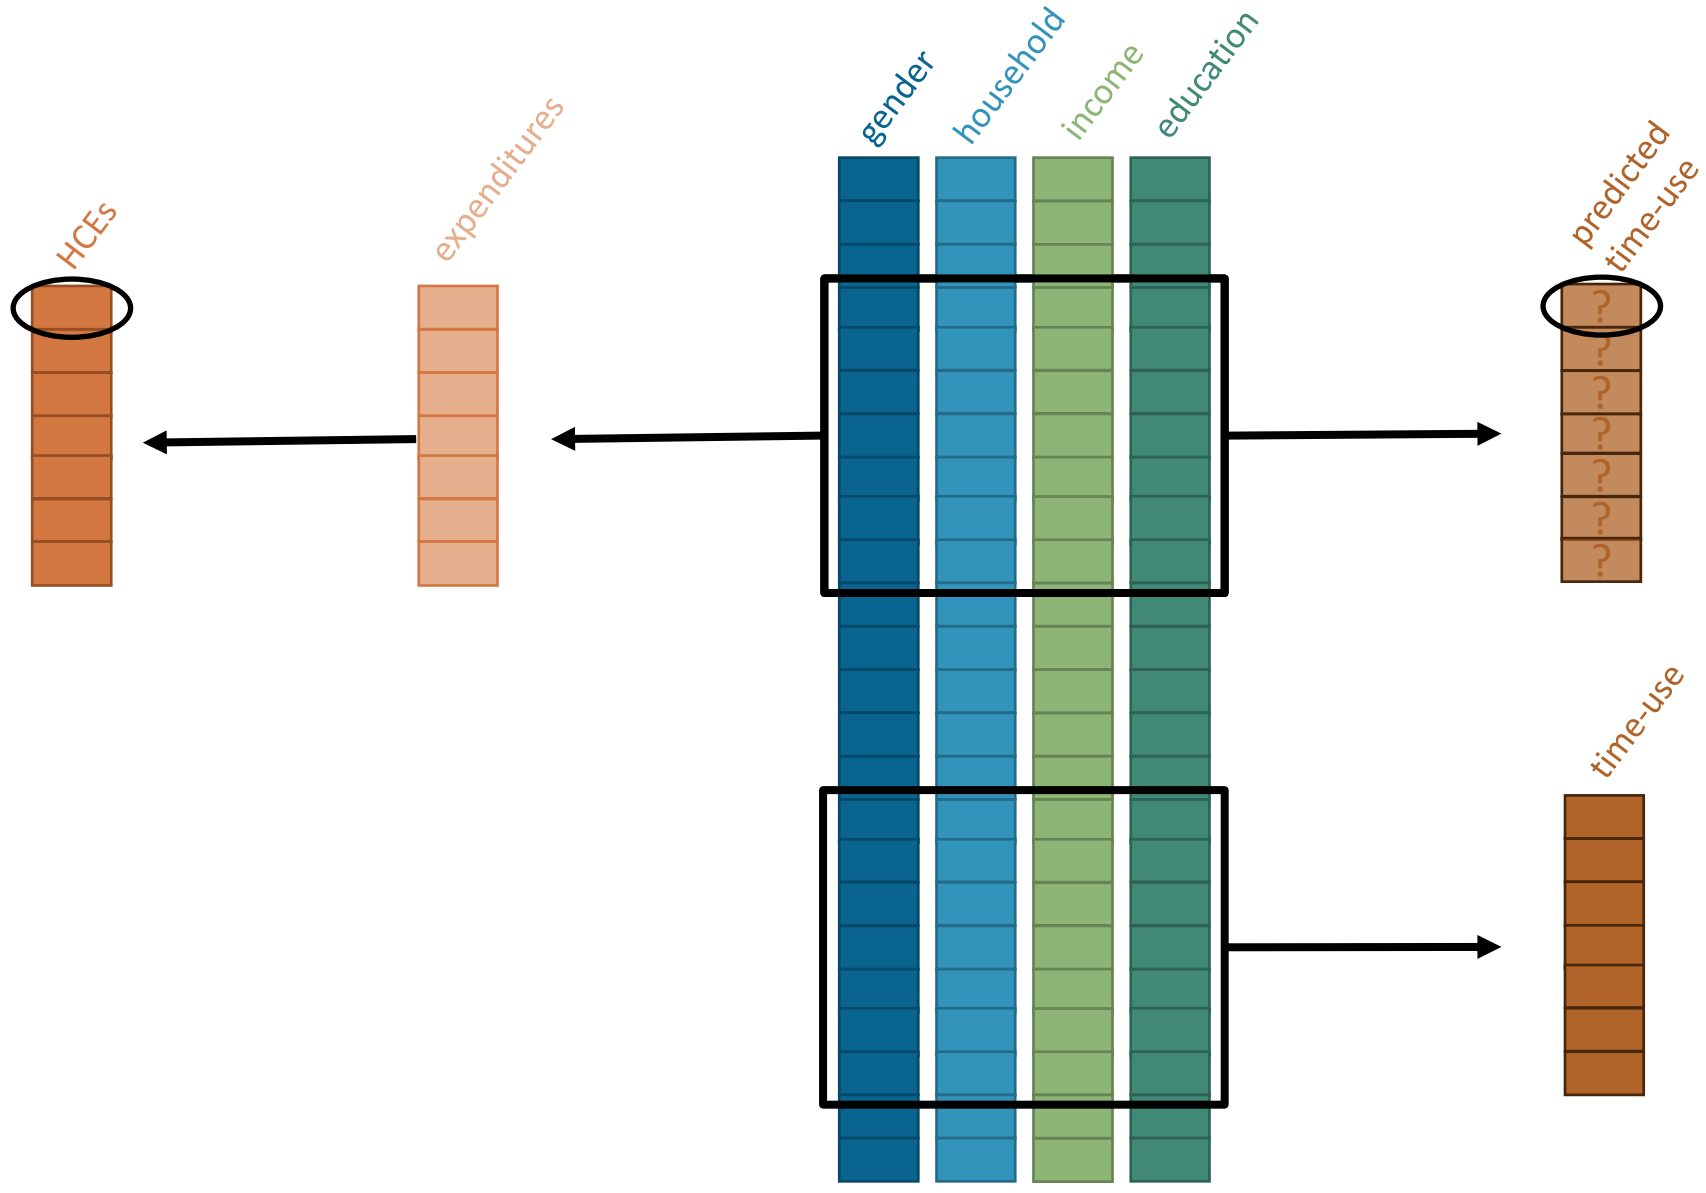 HCEs
expenditures
gender
household
income
education
predicted
time-use
?
?
?
?
?
?
?
time-use